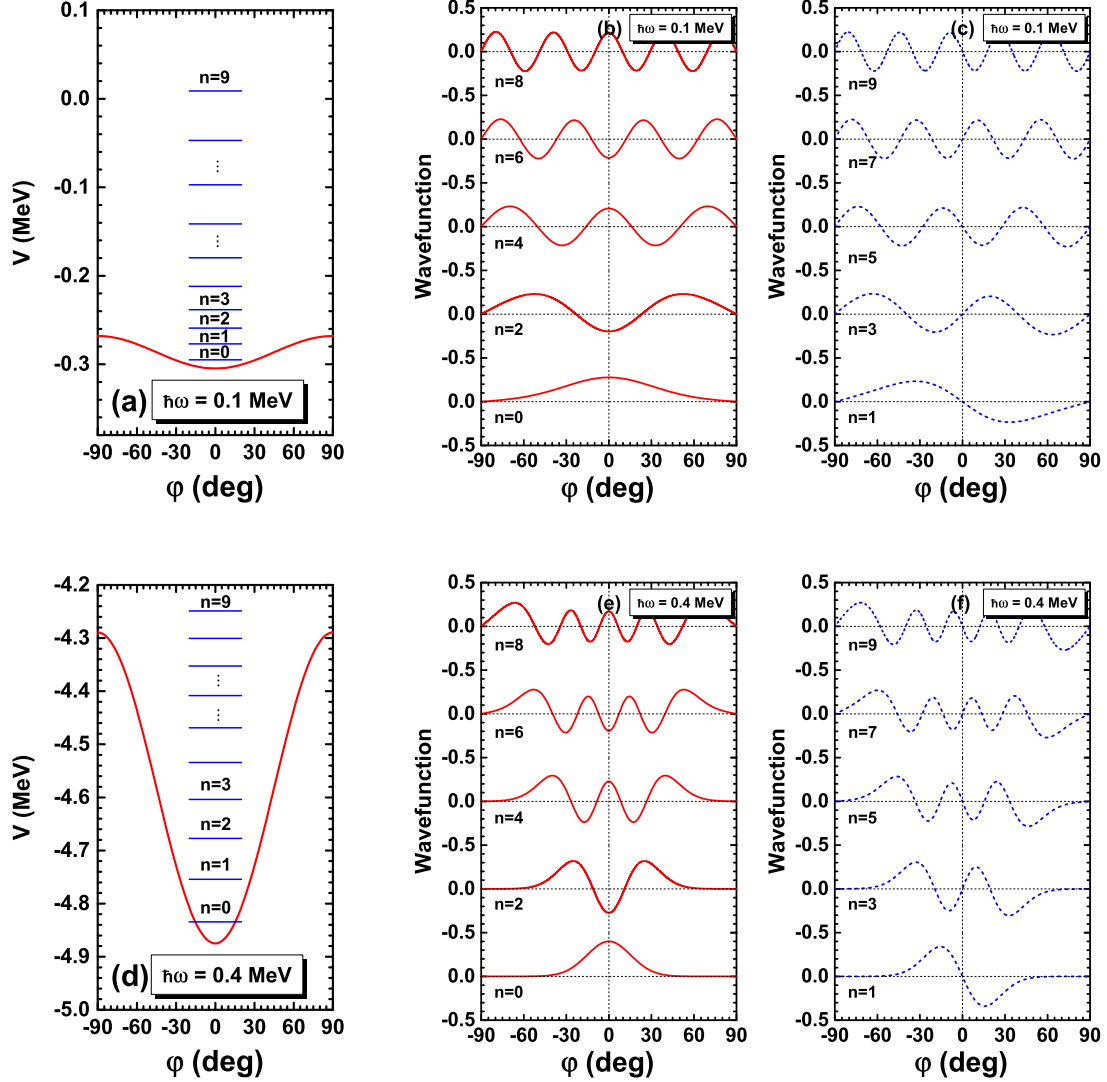 0.1
0.0
-0.1
-0.2
-0.3
V (MeV)
n=9
⋮
⋮
n=3
n=2
n=1
n=0
(a)
ħω = 0.1 MeV
-90 -60 -30 0 30 60 90
φ (deg)
0.5
0.0
-0.5
0.0
-0.5
0.0
-0.5
0.0
-0.5
0.0
-0.5
Wavefunction
(b)
ħω = 0.1 MeV
n=8
n=6
n=4
n=2
n=0
-90 -60 -30 0 30 60 90
φ (deg)
0.5
0.0
-0.5
0.0
-0.5
0.0
-0.5
0.0
-0.5
0.0
-0.5
Wavefunction
(c)
ħω = 0.1 MeV
n=9
n=7
n=5
n=3
n=1
-90 -60 -30 0 30 60 90
φ (deg)
-4.2
-4.3
-4.4
-4.5
-4.6
-4.7
-4.8
-4.9
-5.0
V (MeV)
n=9
⋮
⋮
n=3
n=2
n=1
n=0
(d)
ħω = 0.4 MeV
-90 -60 -30 0 30 60 90
φ (deg)
0.5
0.0
-0.5
0.0
-0.5
0.0
-0.5
0.0
-0.5
0.0
-0.5
Wavefunction
(e)
ħω = 0.4 MeV
n=8
n=6
n=4
n=2
n=0
-90 -60 -30 0 30 60 90
φ (deg)
0.5
0.0
-0.5
0.0
-0.5
0.0
-0.5
0.0
-0.5
0.0
-0.5
Wavefunction
(f)
ħω = 0.4 MeV
n=9
n=7
n=5
n=3
n=1
-90 -60 -30 0 30 60 90
φ (deg)